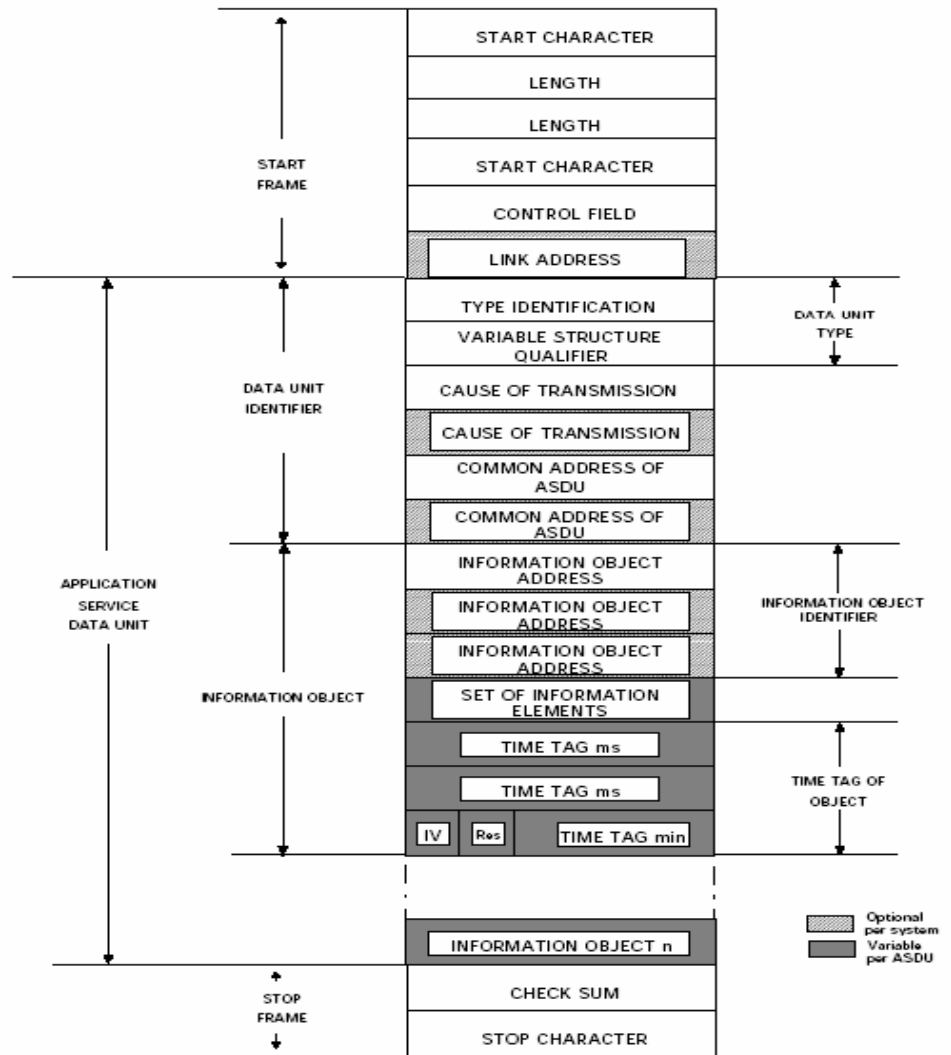 START CHARACTER
LENGTH
LENGTH
START
FRAME
START CHARACTER
CONTROL FIELD
LINK ADDRESS
TYPE IDENTIFICATION
DATA UNIT
TYPE
VARIABLE STRUCTURE
QUALIFIER
DATA UNIT
IDENTIFIER
CAUSE OF TRANSMISSION
CAUSE OF TRANSMISSION
COMMON ADDRESS OF
ASDU
COMMON ADDRESS OF
ASDU
INFORMATION OBJECT
ADDRESS
APPLICATION
SERVICE
DATA UNIT
INFORMATION OBJECT
ADDRESS
INFORMATION OBJECT
IDENTIFIER
INFORMATION OBJECT
ADDRESS
INFORMATION OBJECT
SET OF INFORMATION
ELEMENTS
TIME TAG ms
TIME TAG ms
TIME TAG OF
OBJECT
IV
Res
TIME TAG min
Optional
per system
Variable
per ASDU
INFORMATION OBJECT n
STOP
FRAME
CHECK SUM
STOP CHARACTER